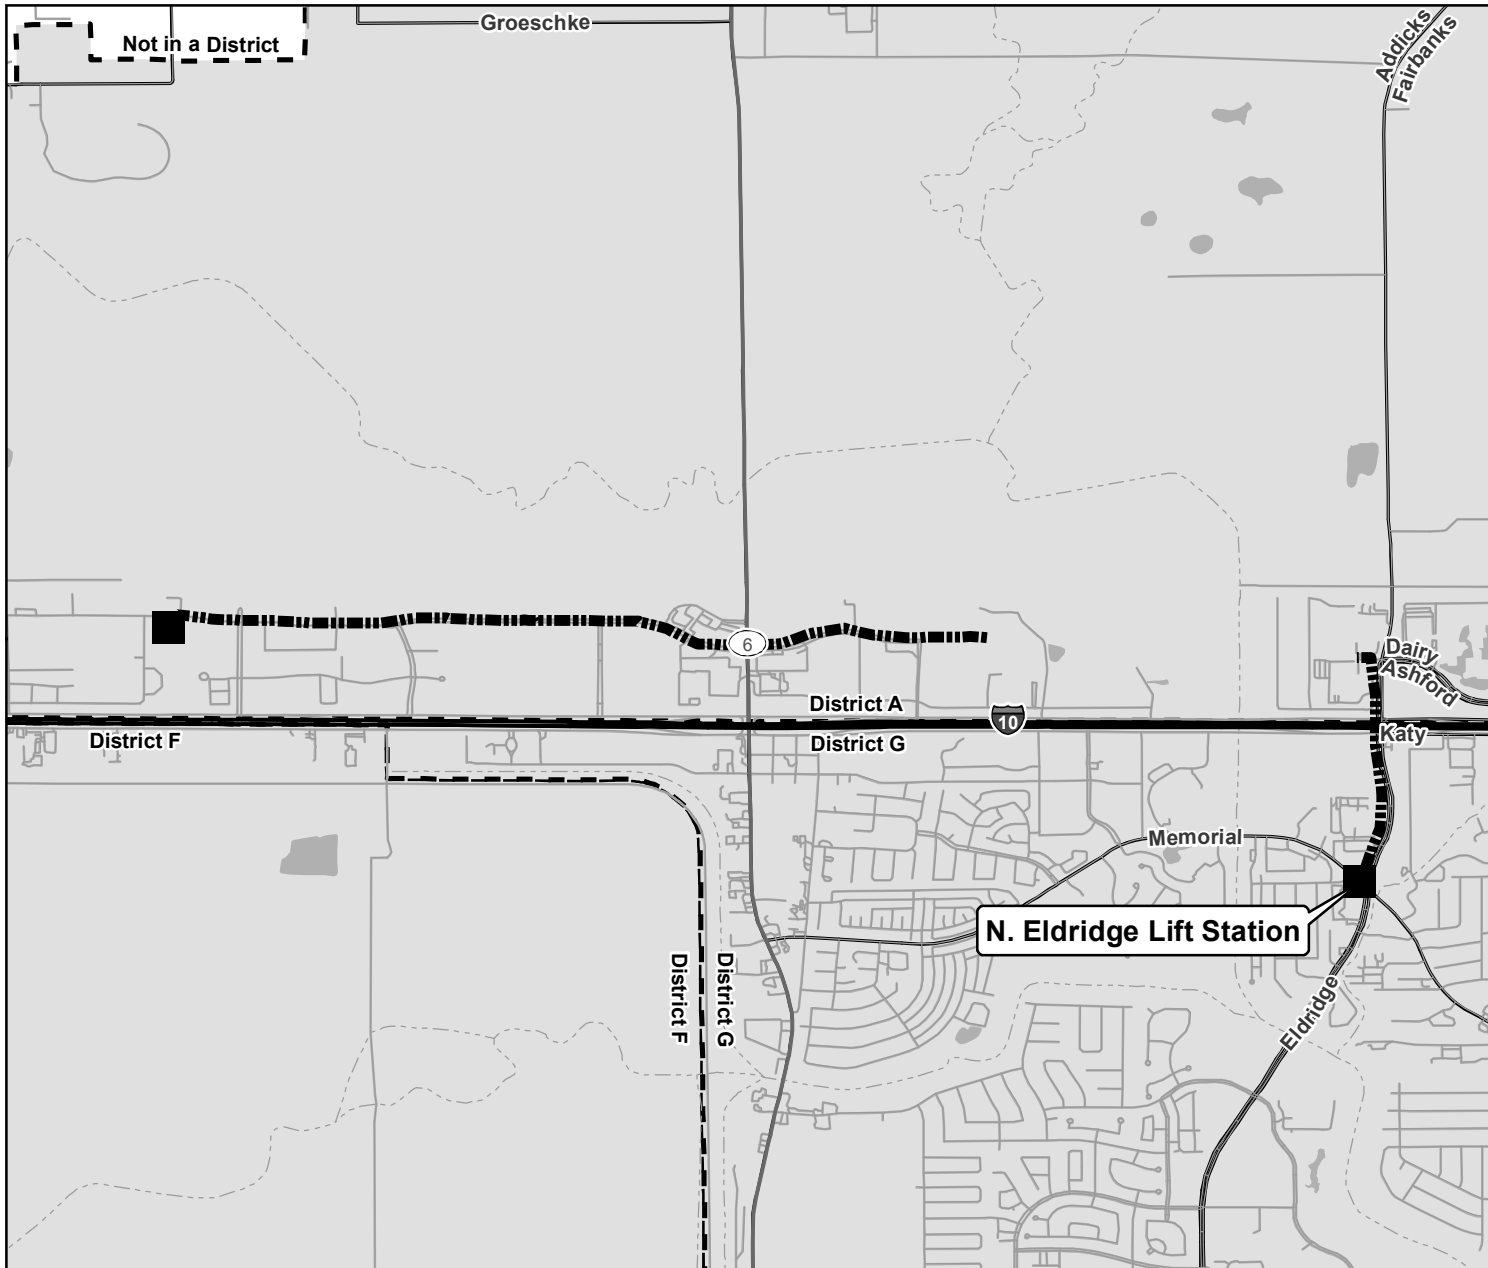 Groeschke
Not in a District
Addicks
Fairbanks
6
Dairy
Ashford
District A
10
District F
District G
Katy
Memorial
N. Eldridge Lift Station
District F
District G
Eldridge